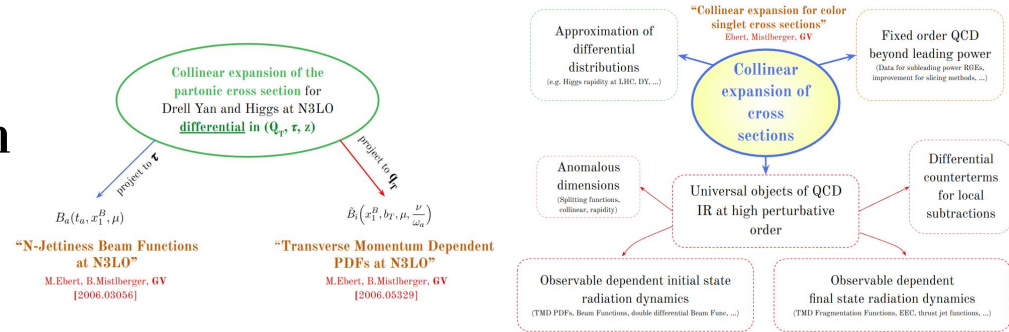 n
Collinear expansion of the
partonic cross section for
Drell Yan and Higgs at N3LO
differential in (Q_T, τ, z)
project to τ
project to q_T
B_a(t_a, x_1^B, μ)
B̃_i(x_1^B, b_T, μ, ν/ω_a)
“N-Jettiness Beam Functions
at N3LO”
M.Ebert, B.Mistlberger, GV
[2006.03056]
“Transverse Momentum Dependent
PDFs at N3LO”
M.Ebert, B.Mistlberger, GV
[2006.05329]
“Collinear expansion for color
singlet cross sections”
Ebert, Mistlberger, GV
Approximation of
differential
distributions
(e.g. Higgs rapidity at LHC, DY, ...)
Collinear
expansion of
cross
sections
Fixed order QCD
beyond leading power
(Data for subleading power RGEs,
improvement for slicing methods, ...)
Anomalous
dimensions
(Splitting functions,
collinear, rapidity)
Universal objects of QCD
IR at high perturbative
order
Differential
counterterms
for local
subtractions
Observable dependent initial state
radiation dynamics
(TMD PDFs, Beam Functions, double differential Beam Func, ...)
Observable dependent
final state radiation dynamics
(TMD Fragmentation Functions, EEC, thrust jet functions, ...)